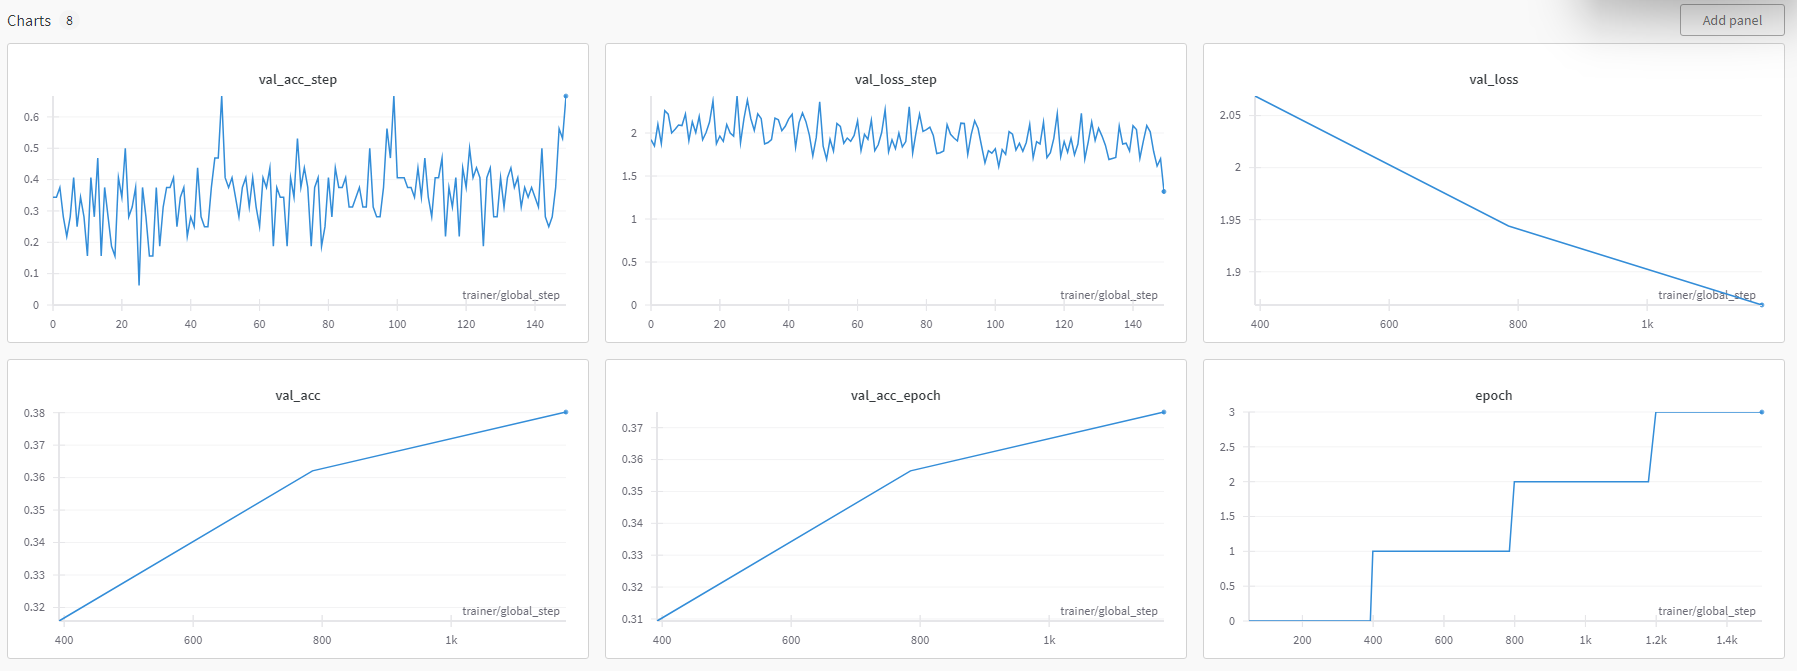 Charts 8
Add panel
val_acc_step
0.6
0.5
0.4
0.3
0.2
0.1
0
trainer/global_step
0 20 40 60 80 100 120 140
val_loss_step
2
1.5
1
0.5
0
trainer/global_step
0 20 40 60 80 100 120 140
val_loss
2.05
2
1.95
1.9
trainer/global_step
400 600 800 1k
val_acc
0.38
0.37
0.36
0.35
0.34
0.33
0.32
trainer/global_step
400 600 800 1k
val_acc_epoch
0.37
0.36
0.35
0.34
0.33
0.32
0.31
trainer/global_step
400 600 800 1k
epoch
3
2.5
2
1.5
1
0.5
0
trainer/global_step
200 400 600 800 1k 1.2k 1.4k